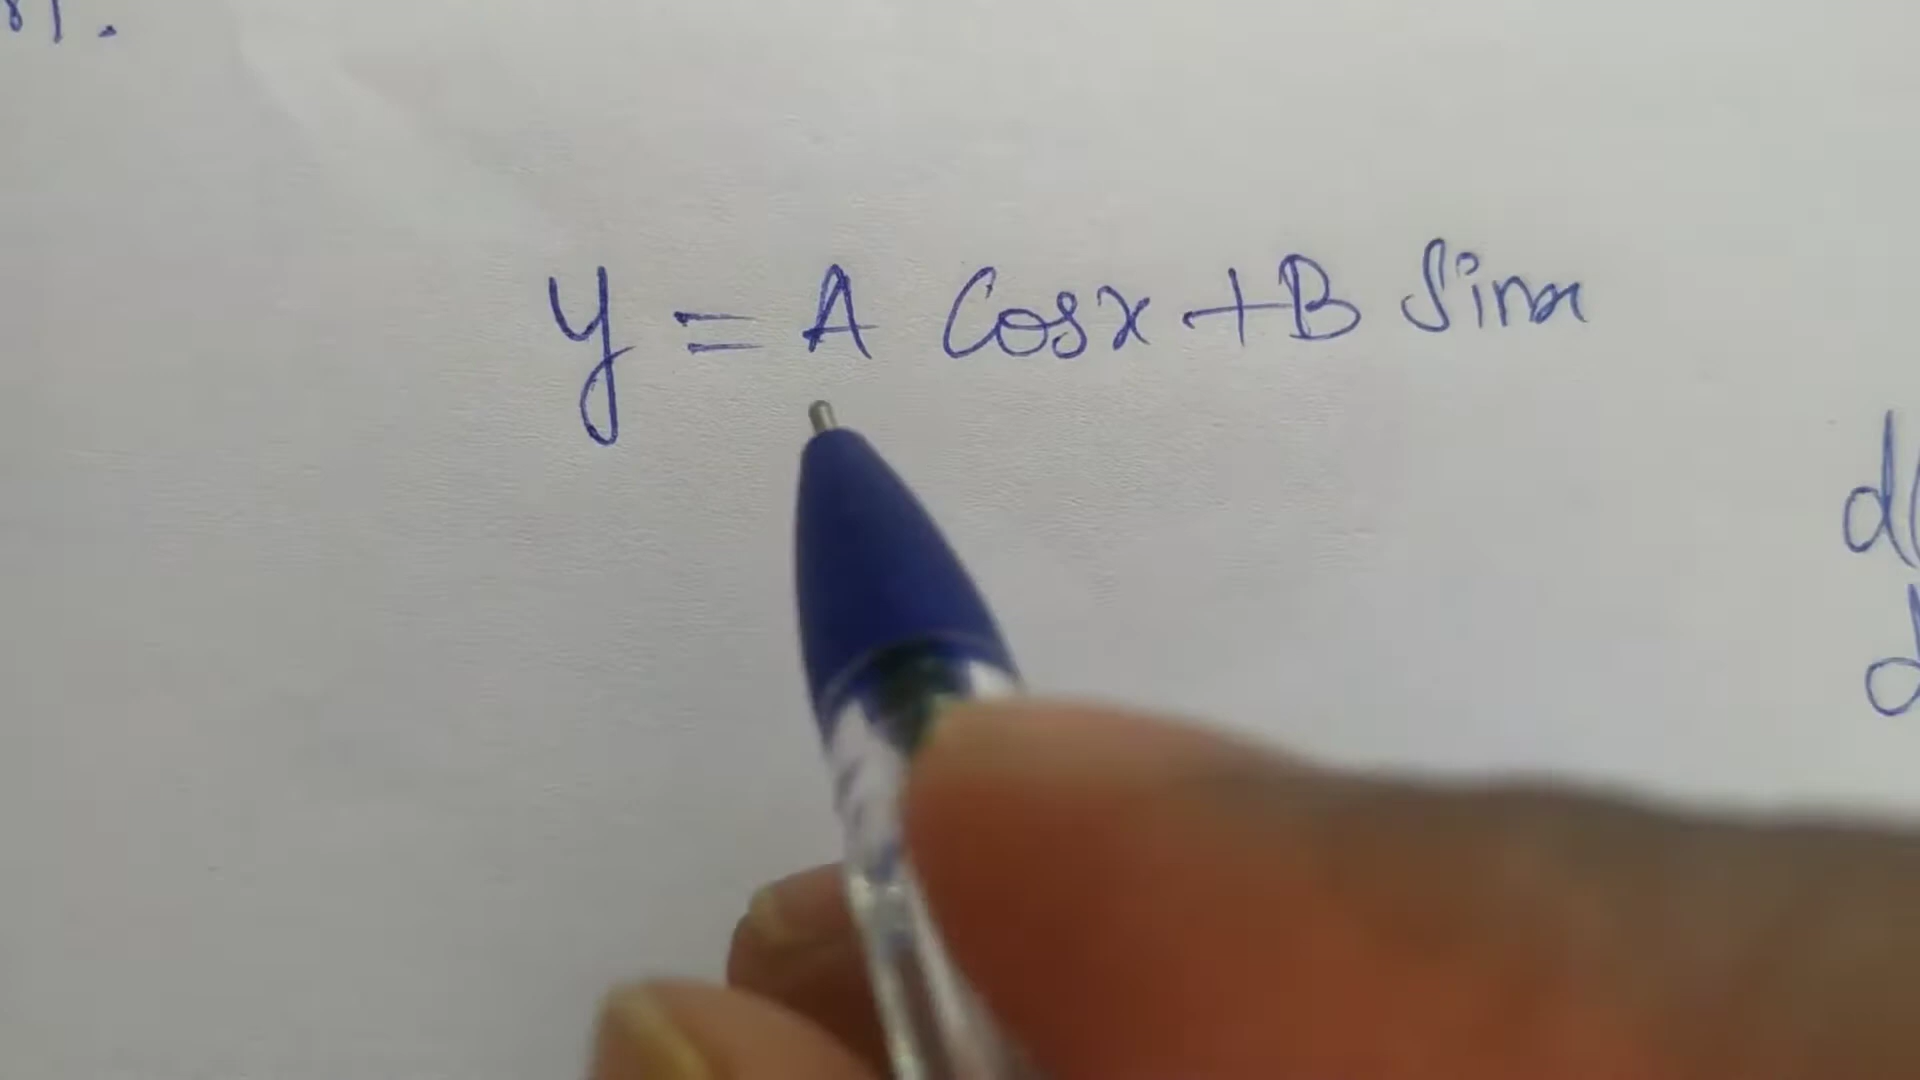 y = A Cosx + B Sinx